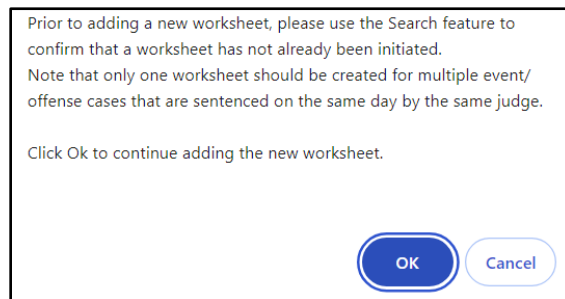 Prior to adding a new worksheet, please use the Search feature to
confirm that a worksheet has not already been initiated.
Note that only one worksheet should be created for multiple event/
offense cases that are sentenced on the same day by the same judge.
Click Ok to continue adding the new worksheet.
OK
Cancel